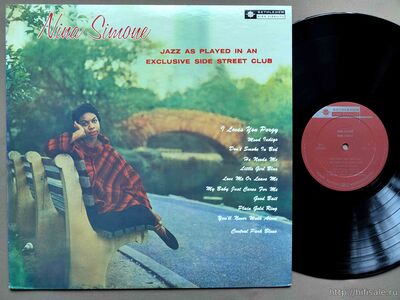 BETHLEHEM
HIGH FIDELITY
Nina Simone
JAZZ AS PLAYED IN AN
EXCLUSIVE SIDE STREET CLUB
I Loves You Porgy
Mood Indigo
Don't Smoke In Bed
He Needs Me
Little Girl Blue
Love Me Or Leave Me
My Baby Just Cares For Me
Good Bait
Plain Gold Ring
You'll Never Walk Alone
Central Park Blues
BETHLEHEM
http://hifisale.ru